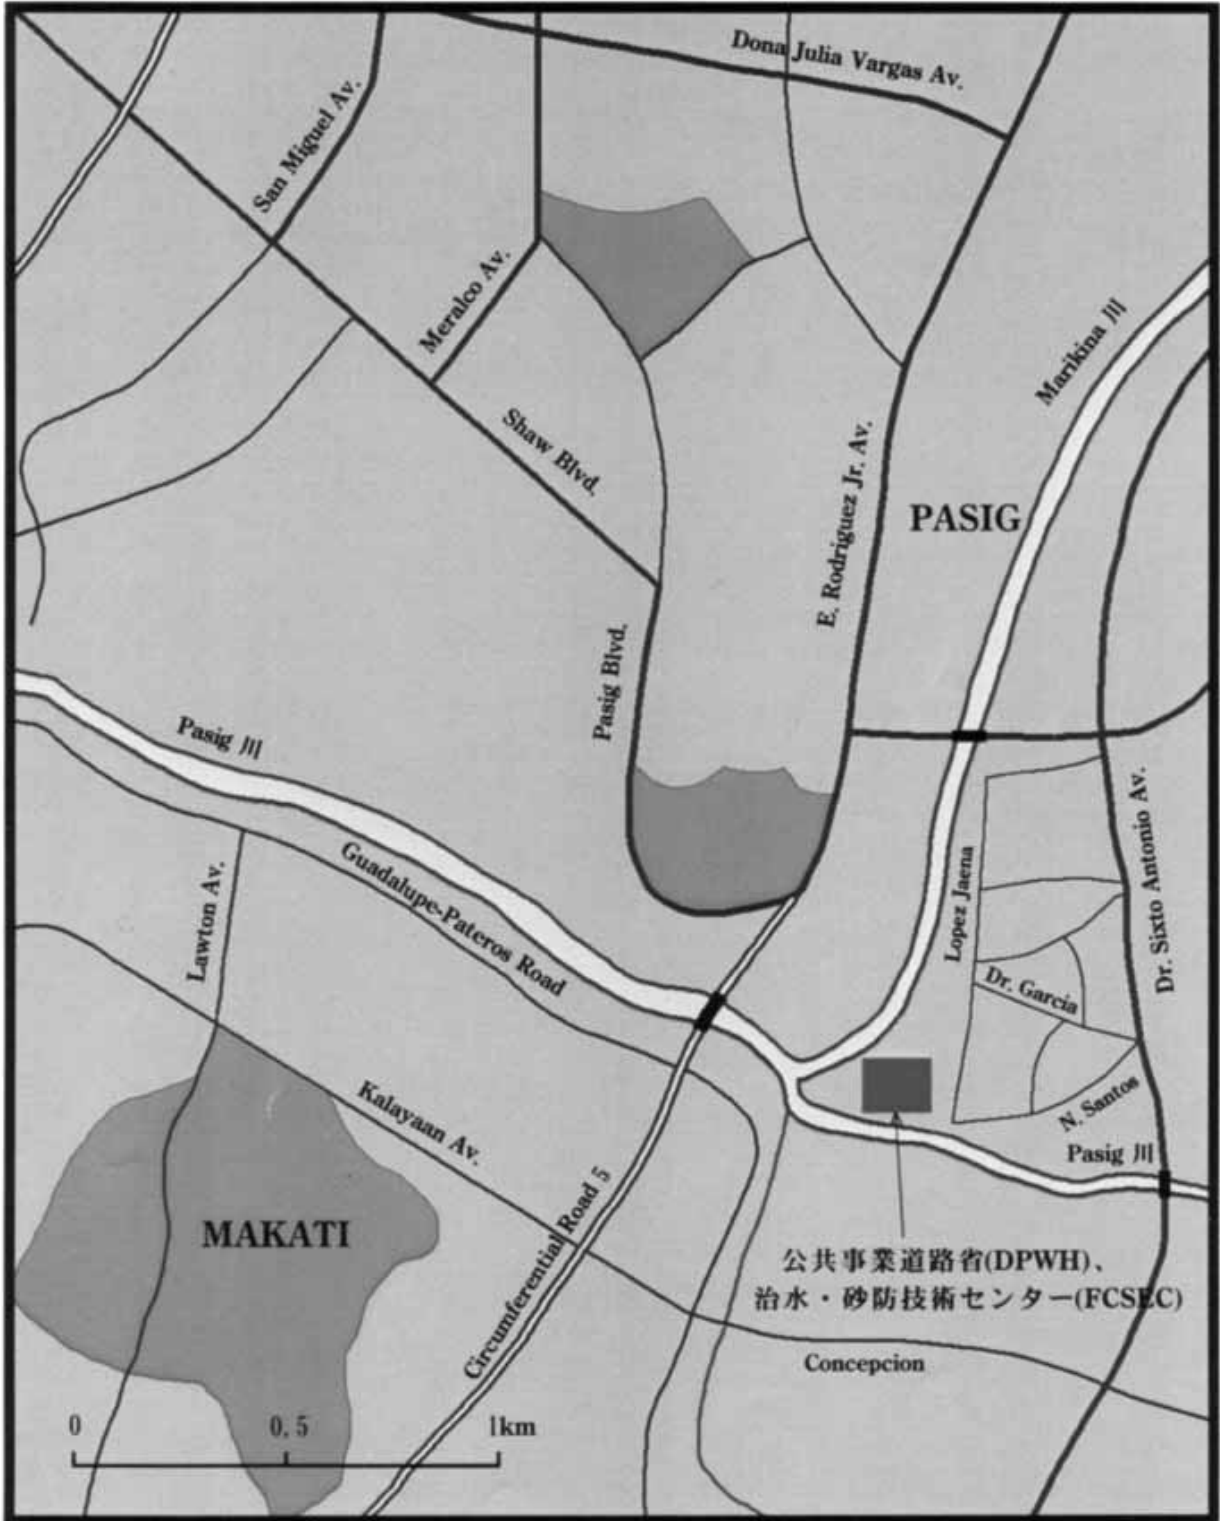 Dona Julia Vargas Av.
San Miguel Av.
Meralco Av.
Marikina 川
Shaw Blvd.
E. Rodriguez Jr. Av.
PASIG
Pasig Blvd.
Pasig 川
Guadalupe-Pateros Road
Lawton Av.
Lopez Jaena
Dr. Sixto Antonio Av.
Dr. Garcia
N. Santos
Kalayaan Av.
Pasig 川
Circumferential Road 5
MAKATI
公共事業道路省(DPWH)、
治水・砂防技術センター(FCSEC)
Concepcion
0 0.5 1km